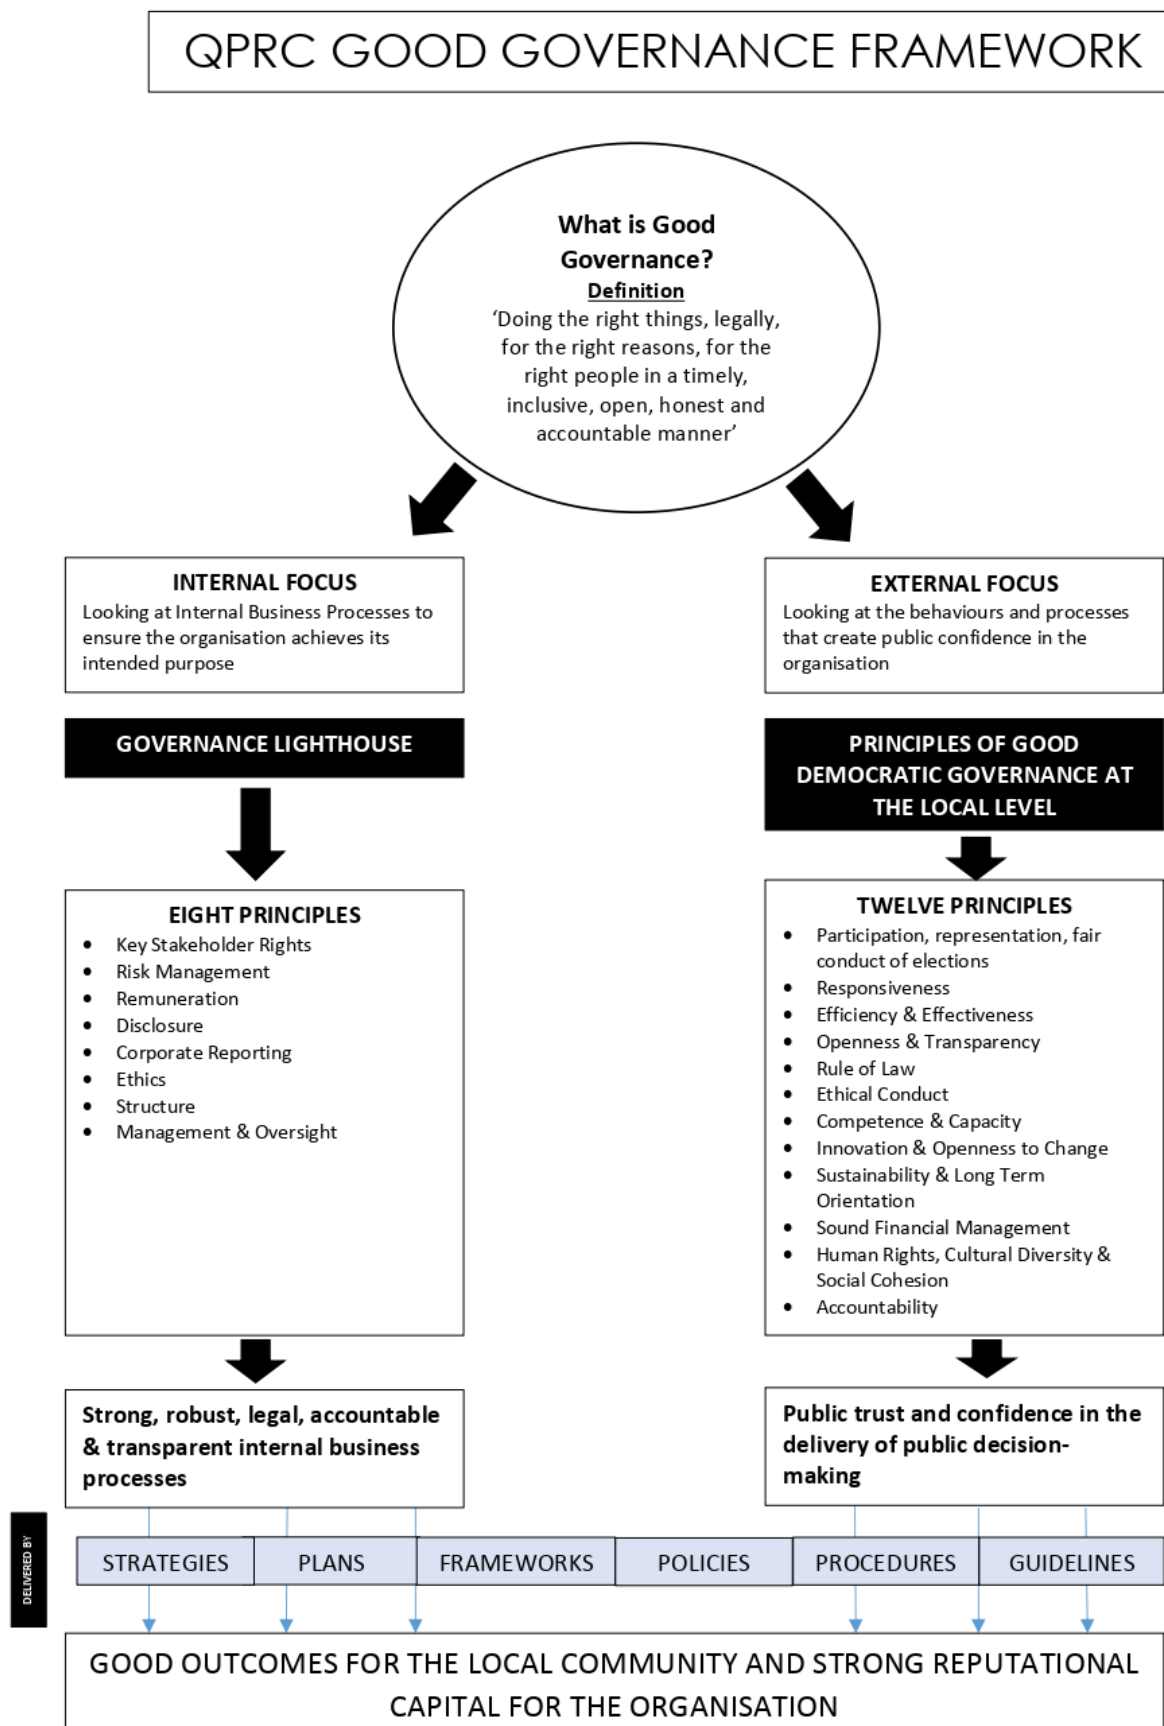 QPRC GOOD GOVERNANCE FRAMEWORK
What is Good
Governance?
Definition
‘Doing the right things, legally,
for the right reasons, for the
right people in a timely,
inclusive, open, honest and
accountable manner’
INTERNAL FOCUS
Looking at Internal Business Processes to
ensure the organisation achieves its
intended purpose
EXTERNAL FOCUS
Looking at the behaviours and processes
that create public confidence in the
organisation
GOVERNANCE LIGHTHOUSE
PRINCIPLES OF GOOD
DEMOCRATIC GOVERNANCE AT
THE LOCAL LEVEL
EIGHT PRINCIPLES
• Key Stakeholder Rights
• Risk Management
• Remuneration
• Disclosure
• Corporate Reporting
• Ethics
• Structure
• Management & Oversight
TWELVE PRINCIPLES
• Participation, representation, fair
conduct of elections
• Responsiveness
• Efficiency & Effectiveness
• Openness & Transparency
• Rule of Law
• Ethical Conduct
• Competence & Capacity
• Innovation & Openness to Change
• Sustainability & Long Term
Orientation
• Sound Financial Management
• Human Rights, Cultural Diversity &
Social Cohesion
• Accountability
Strong, robust, legal, accountable
& transparent internal business
processes
Public trust and confidence in the
delivery of public decision-
making
DELIVERED BY
STRATEGIES PLANS FRAMEWORKS POLICIES PROCEDURES GUIDELINES
GOOD OUTCOMES FOR THE LOCAL COMMUNITY AND STRONG REPUTATIONAL
CAPITAL FOR THE ORGANISATION